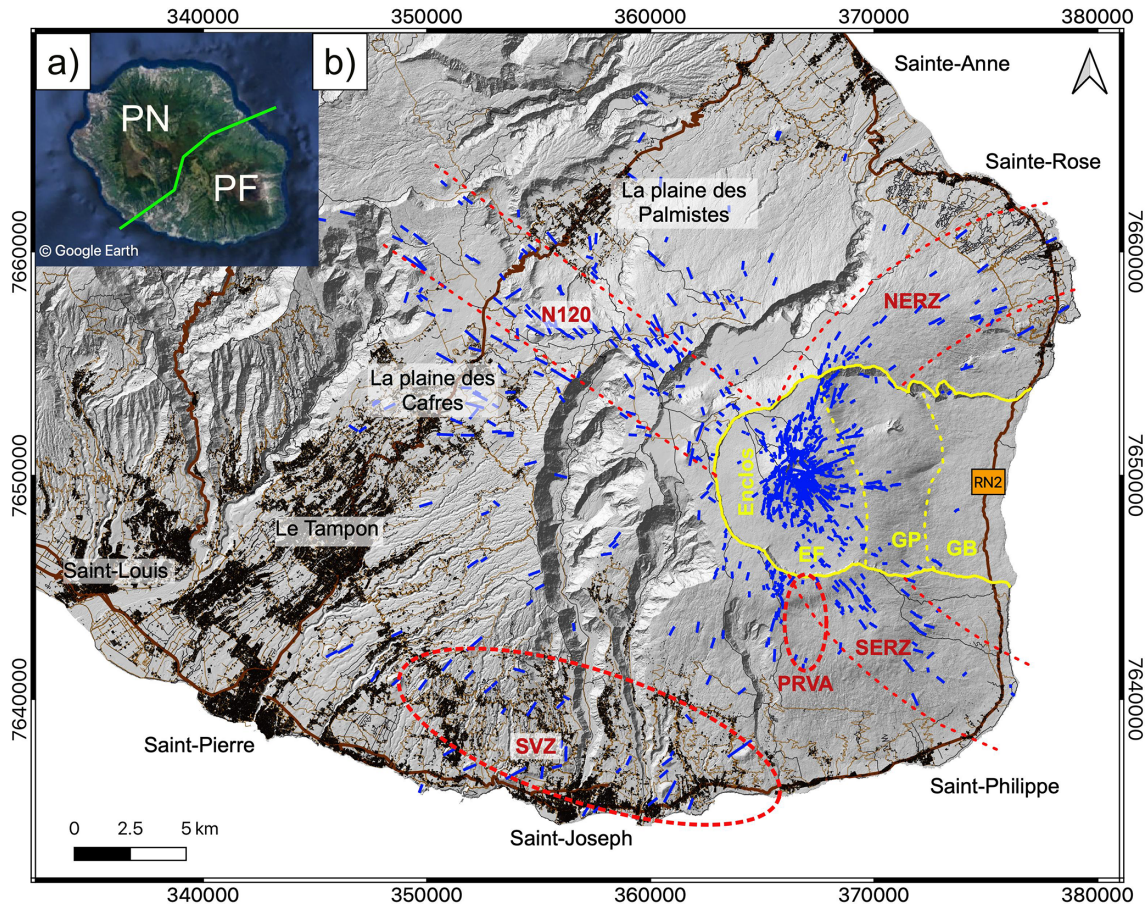 340000
350000
360000
370000
380000
a)
b)
PN
PF
© Google Earth
Sainte-Anne
Sainte-Rose
La plaine des
Palmistes
7660000
7660000
NERZ
N120
La plaine des
Cafres
Enclos
7650000
7650000
RN2
Le Tampon
EF
GP
GB
Saint-Louis
SERZ
PRVA
7640000
7640000
SVZ
Saint-Pierre
Saint-Philippe
Saint-Joseph
0
2.5
5 km
340000
350000
360000
370000
380000